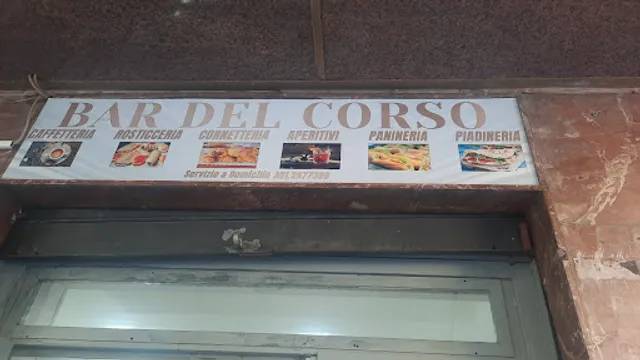 BAR DEL CORSO
CAFFETTERIA ROSTICCERIA CORNETTERIA APERITIVI PANINERIA PIADINERIA
Servizio a Domicilio